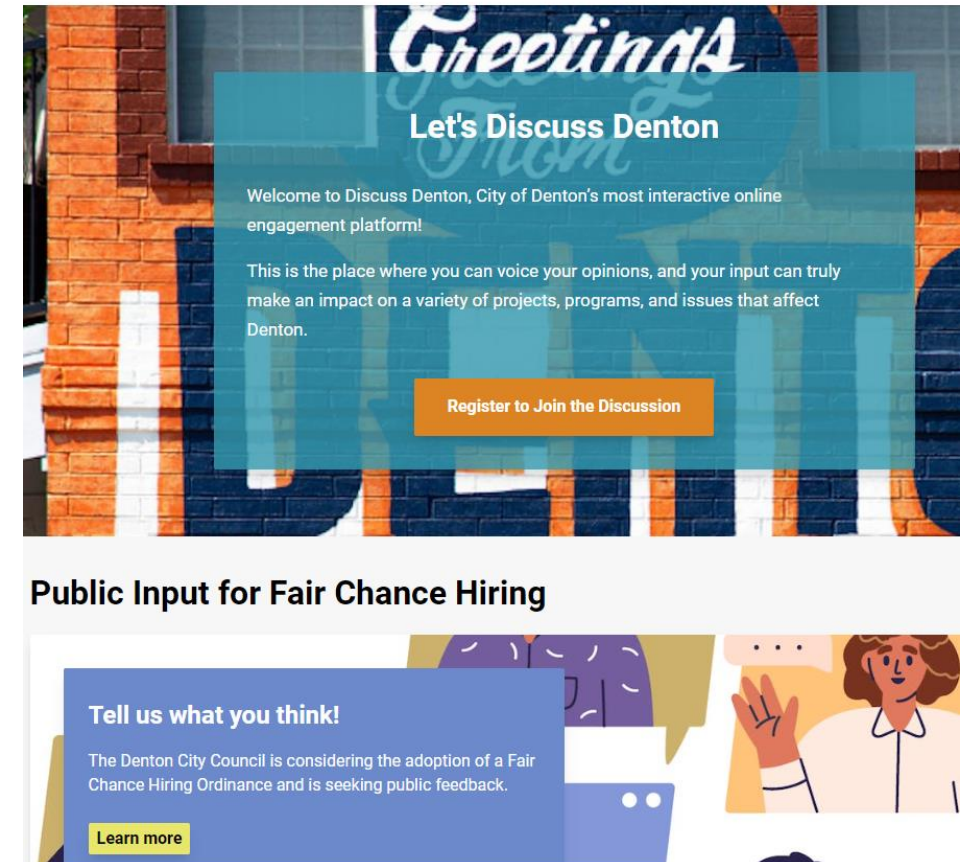 Greetings
From
Let's Discuss Denton
Welcome to Discuss Denton, City of Denton's most interactive online
engagement platform!
This is the place where you can voice your opinions, and your input can truly
make an impact on a variety of projects, programs, and issues that affect
Denton.
Register to Join the Discussion
DENTO
Public Input for Fair Chance Hiring
Tell us what you think!
The Denton City Council is considering the adoption of a Fair
Chance Hiring Ordinance and is seeking public feedback.
Learn more